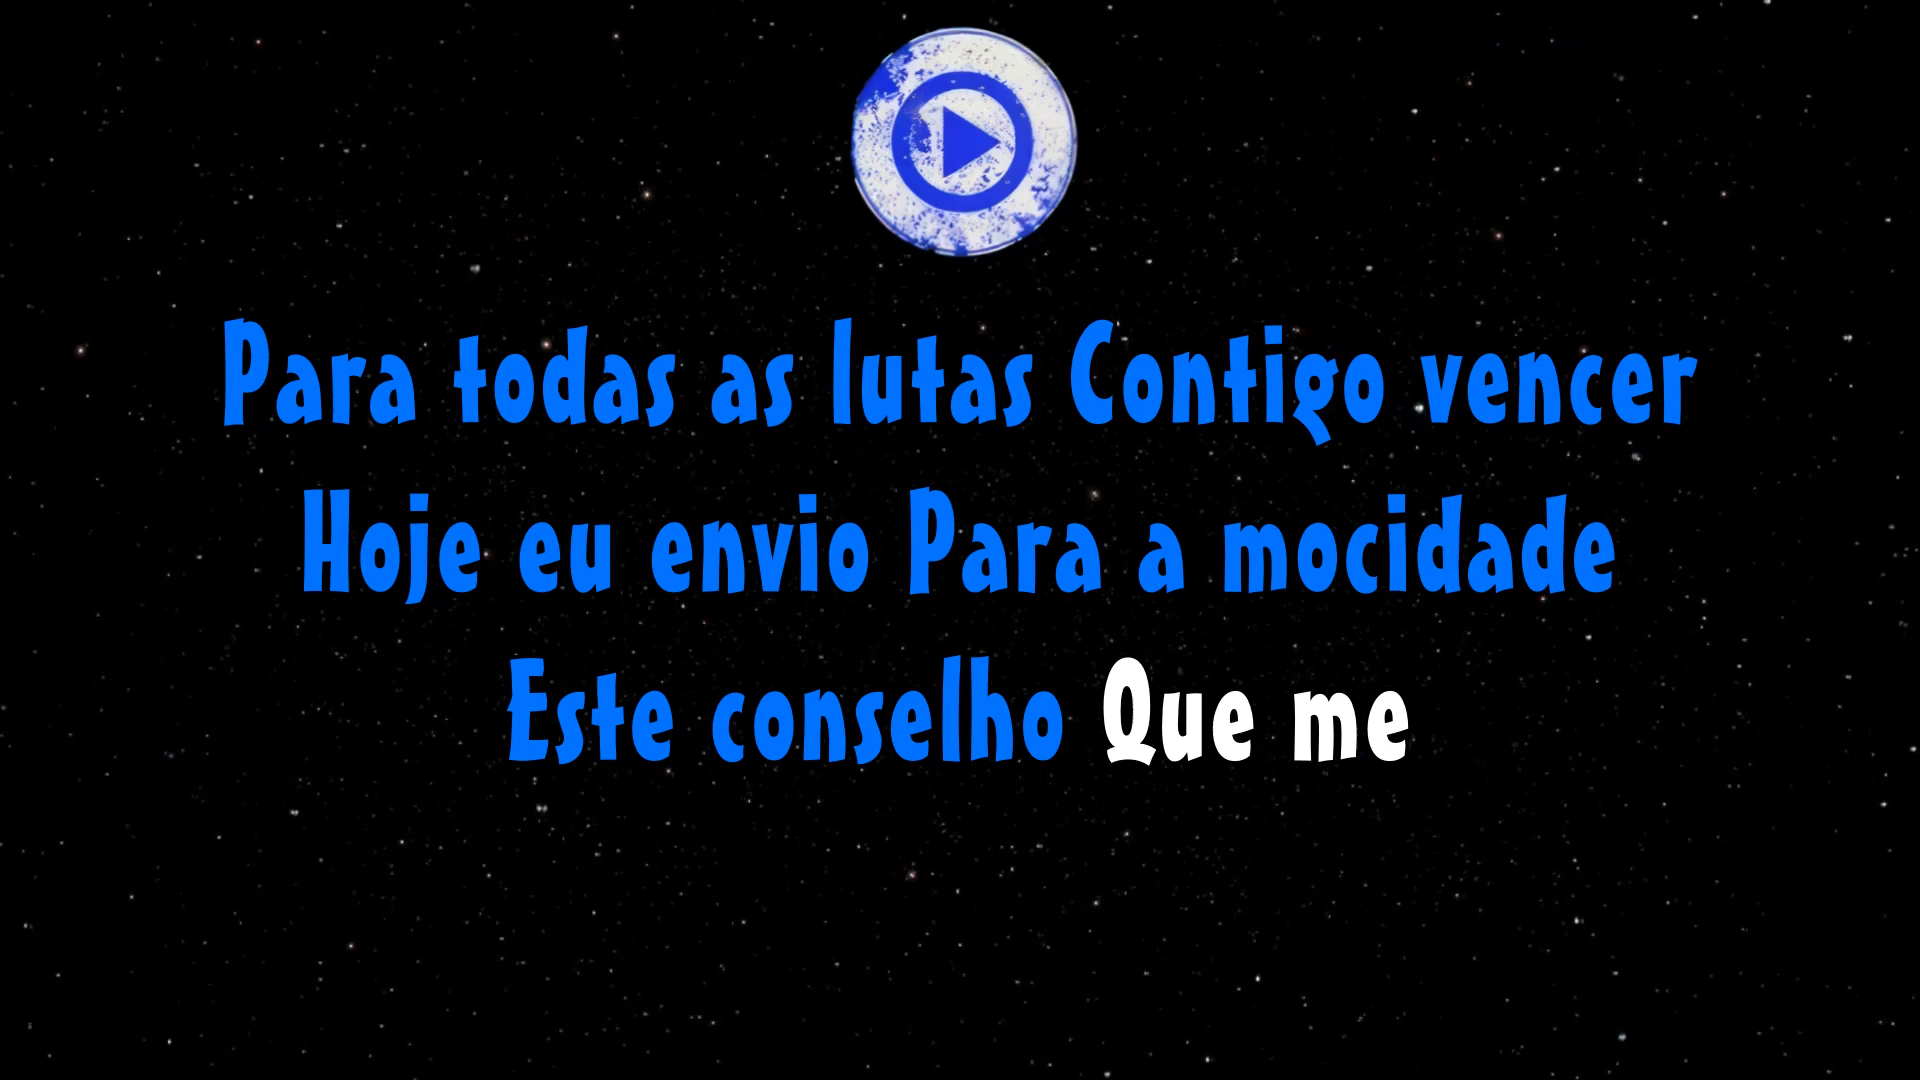 Para todas as lutas Contigo vencer
Hoje eu envio Para a mocidade
Este conselho Que me